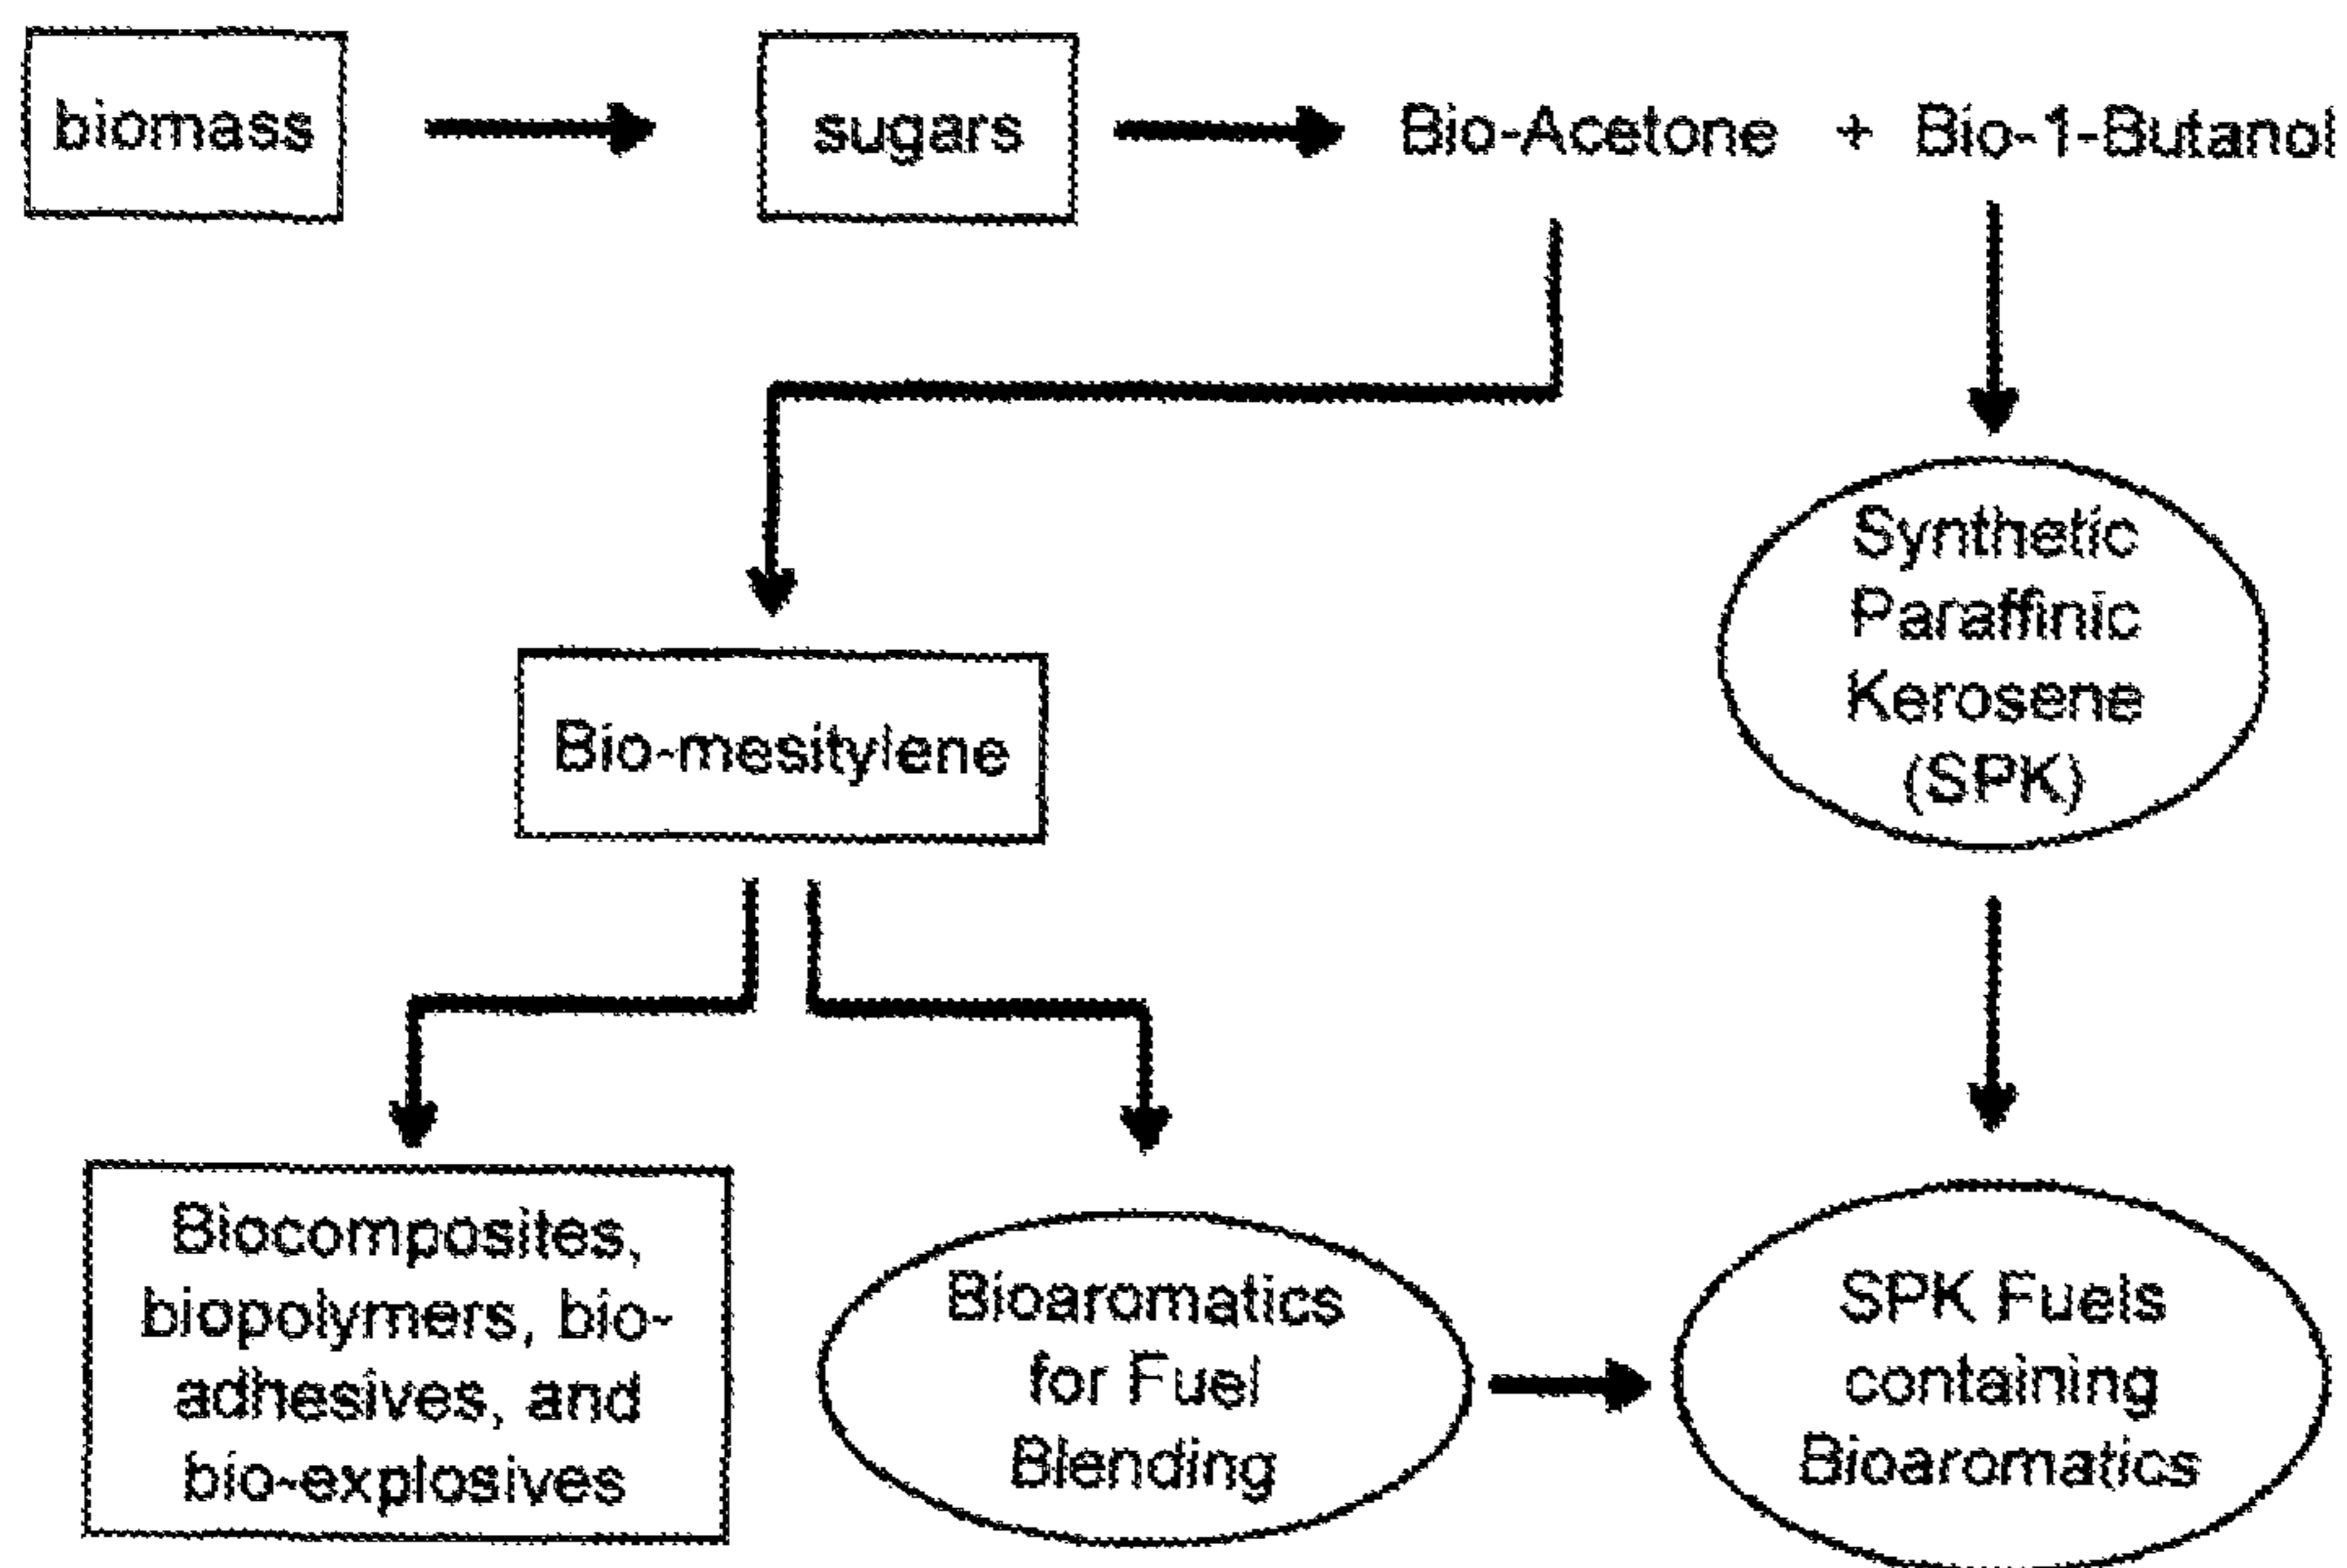 biomass
sugars
Bio-Acetone + Bio-1-Butanol
Synthetic
Paraffinic
Kerosene
(SPK)
Bio-mesitylene
Biocomposites,
biopolymers, bio-
adhesives, and
bio-explosives
Bioaromatics
for Fuel
Blending
SPK Fuels
containing
Bioaromatics